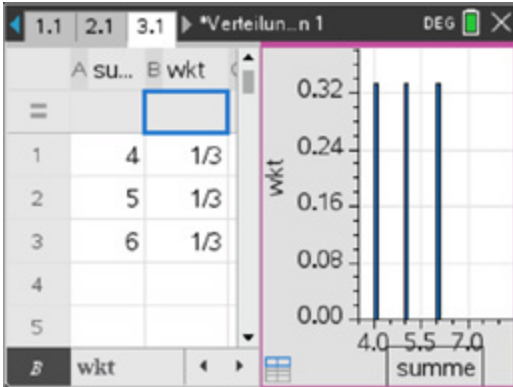 1.1 2.1 3.1 *Verteilun...n 1 DEG
A su... B wkt
=
1 4 1/3
2 5 1/3
3 6 1/3
4
5
B wkt
wkt
0.32
0.24
0.16
0.08
0.00
4.0 5.5 7.0
summe